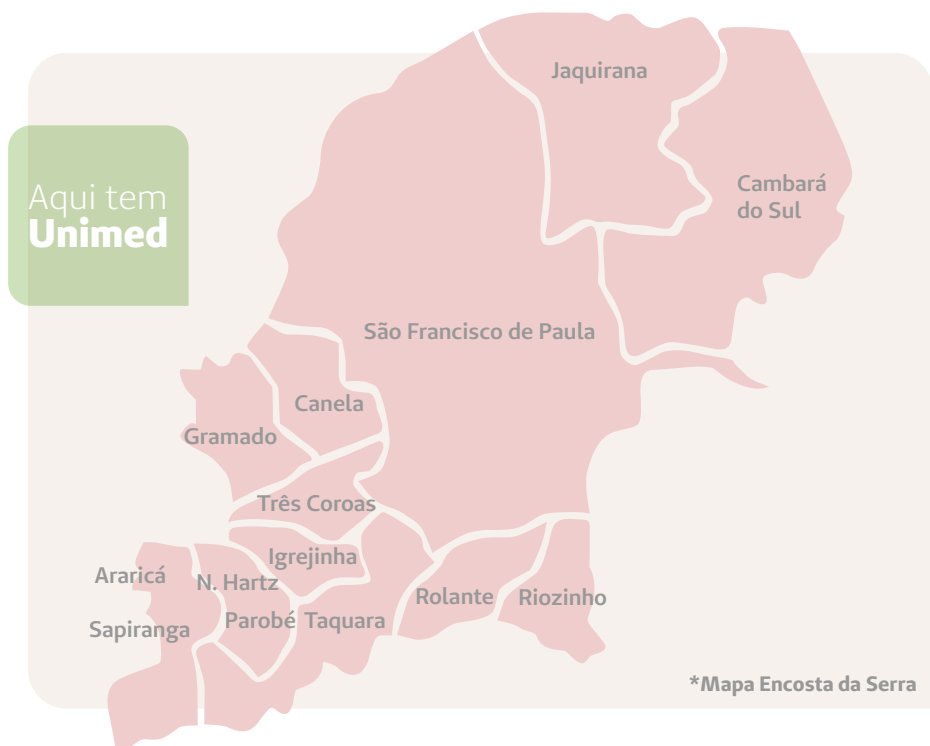 Jaquirana
Aqui tem
Unimed
Cambará
do Sul
São Francisco de Paula
Canela
Gramado
Três Coroas
Igrejinha
Araricá
N. Hartz
Rolante
Riozinho
Sapiranga
Parobé
Taquara
*Mapa Encosta da Serra